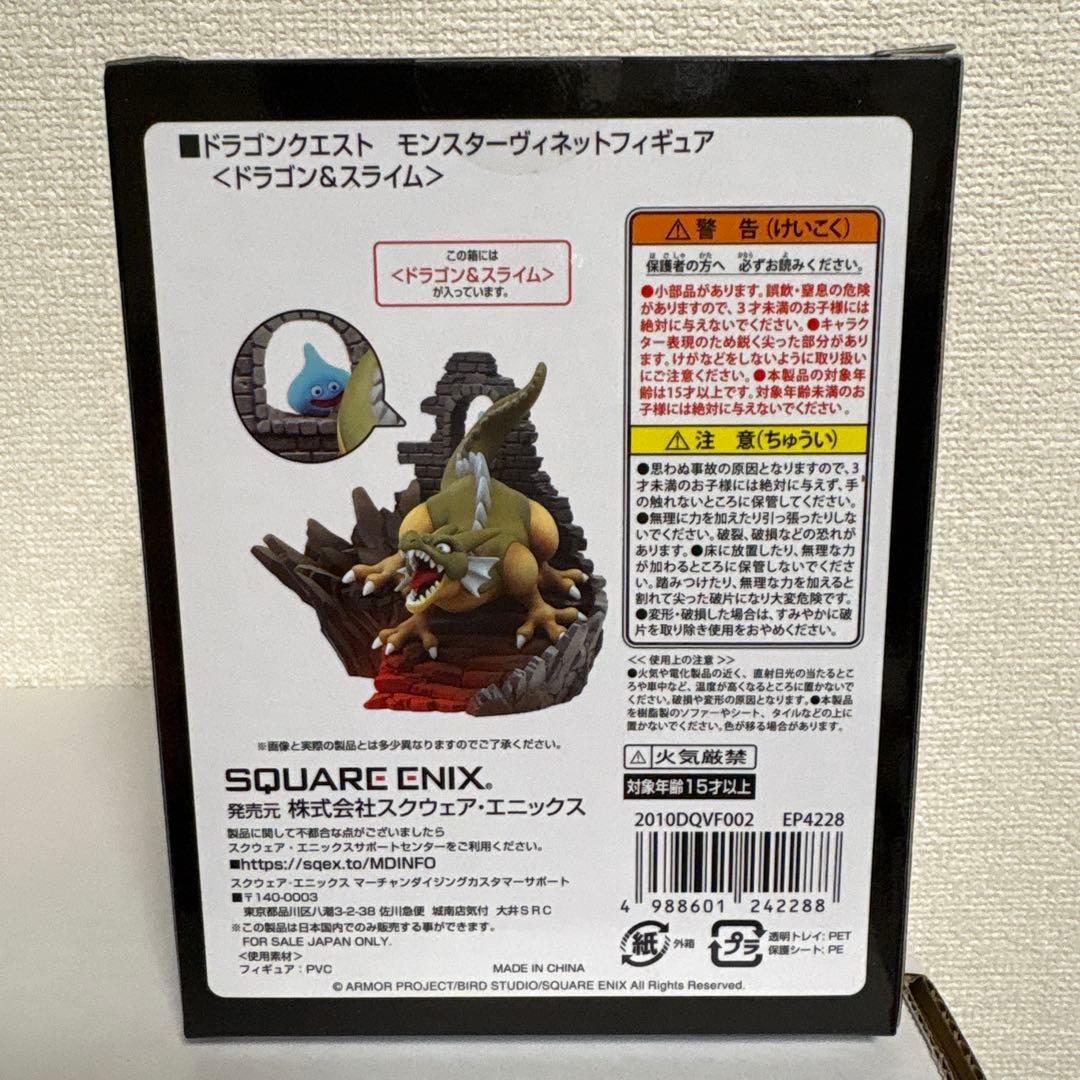 ■ドラゴンクエスト　モンスターヴィネットフィギュア
<ドラゴン&スライム>
この箱には
<ドラゴン&スライム>
が入っています。
※画像と実際の製品とは多少異なりますのでご了承ください。
SQUARE ENIX®
発売元 株式会社スクウェア・エニックス
製品に関して不都合な点がございましたら
スクウェア・エニックスサポートセンターをご利用ください。
■https://sqex.to/MDINFO
スクウェア・エニックス マーチャンダイジングカスタマーサポート
■〒140-0003
東京都品川区八潮3-2-38 佐川急便 城南店気付 大井SRC
※この製品は日本国内でのみ販売する事ができます。
FOR SALE JAPAN ONLY.
<使用素材>
フィギュア：PVC
MADE IN CHINA
© ARMOR PROJECT/BIRD STUDIO/SQUARE ENIX All Rights Reserved.
⚠警 告(けいこく)
ほごしゃ かた かなら よ
保護者の方へ 必ずお読みください。
●小部品があります。誤飲・窒息の危険
がありますので、3才未満のお子様には
絶対に与えないでください。●キャラク
ター表現のため鋭く尖った部分がありま
す。けがなどをしないように取り扱い
にご注意ください。●本製品の対象年
齢は15才以上です。対象年齢未満のお
子様には絶対に与えないでください。
⚠注 意(ちゅうい)
●思わぬ事故の原因となりますので、3
才未満のお子様には絶対に与えず、手
の触れないところに保管してください。
●無理に力を加えたり引っ張ったりしな
いでください。破裂、破損などの恐れが
あります。●床に放置したり、無理な力
が加わるところに保管しないでくださ
い。踏みつけたり、無理な力を加えると
割れて尖った破片になり大変危険です。
●変形・破損した場合は、すみやかに破
片を取り除き使用をおやめください。
<< 使用上の注意 >>
●火気や電化製品の近く、直射日光の当たるとこ
ろや車中など、温度が高くなるところに置かないで
ください。破損や変形の原因となります。●本製品
を樹脂製のソファーやシート、タイルなどの上に
置かないでください。色が移る場合があります。
⚠火気厳禁
対象年齢15才以上
2010DQVF002 EP4228
4 988601 242288
紙 外箱
プラ 透明トレイ: PET
保護シート: PE